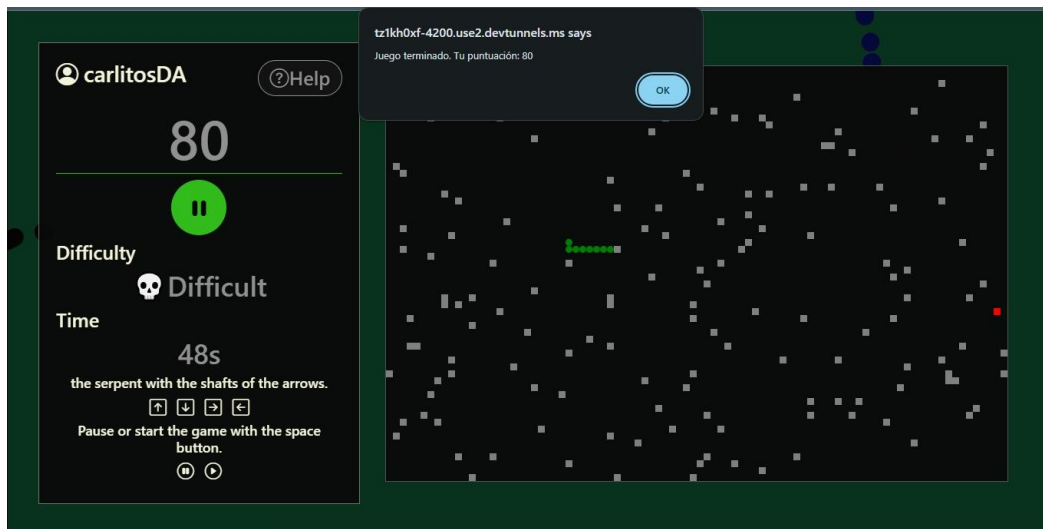 tz1kh0xf-4200.use2.devtunnels.ms says
Juego terminado. Tu puntuación: 80
OK
carlitosDA
Help
80
Difficulty
Difficult
Time
48s
the serpent with the shafts of the arrows.
Pause or start the game with the space
button.